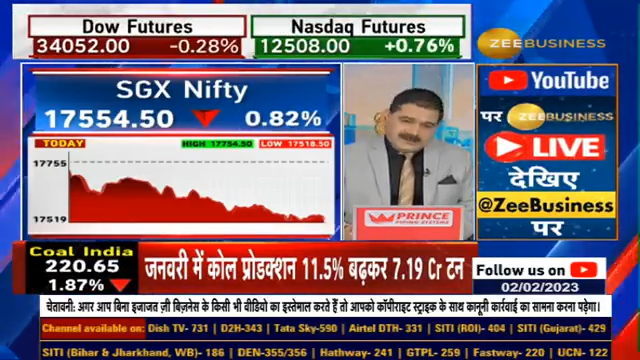 Dow Futures
34052.00 -0.28%
Nasdaq Futures
12508.00 +0.76%
ZEEBUSINESS
SGX Nifty
17554.50 0.82%
TODAY HIGH 17754.50 LOW 17518.50
17755
17519
PRINCE
PIPING SYSTEMS
YouTube
पर ZEEBUSINESS
LIVE
देखिए
@ZeeBusiness
पर
Coal India
220.65
1.87%
जनवरी में कोल प्रोडक्शन 11.5% बढ़कर 7.19 Cr टन
Follow us on
02/02/2023
चेतावनी: अगर आप बिना इजाजत ज़ी बिज़नेस के किसी भी वीडियो का इस्तेमाल करते हैं तो आपको कॉपीराइट स्ट्राइक के साथ कानूनी कार्रवाई का सामना करना पड़ेगा।
Channel available on: Dish TV- 731 | D2H-343 | Tata Sky-590 | Airtel DTH- 331 | SITI (ROI) - 404 | SITI (Gujarat) - 429
SITI (Bihar & Jharkhand, WB)- 186 | DEN-355/356 | Hathway-241 | GTPL-259 | Fastway-220 | UCN-122